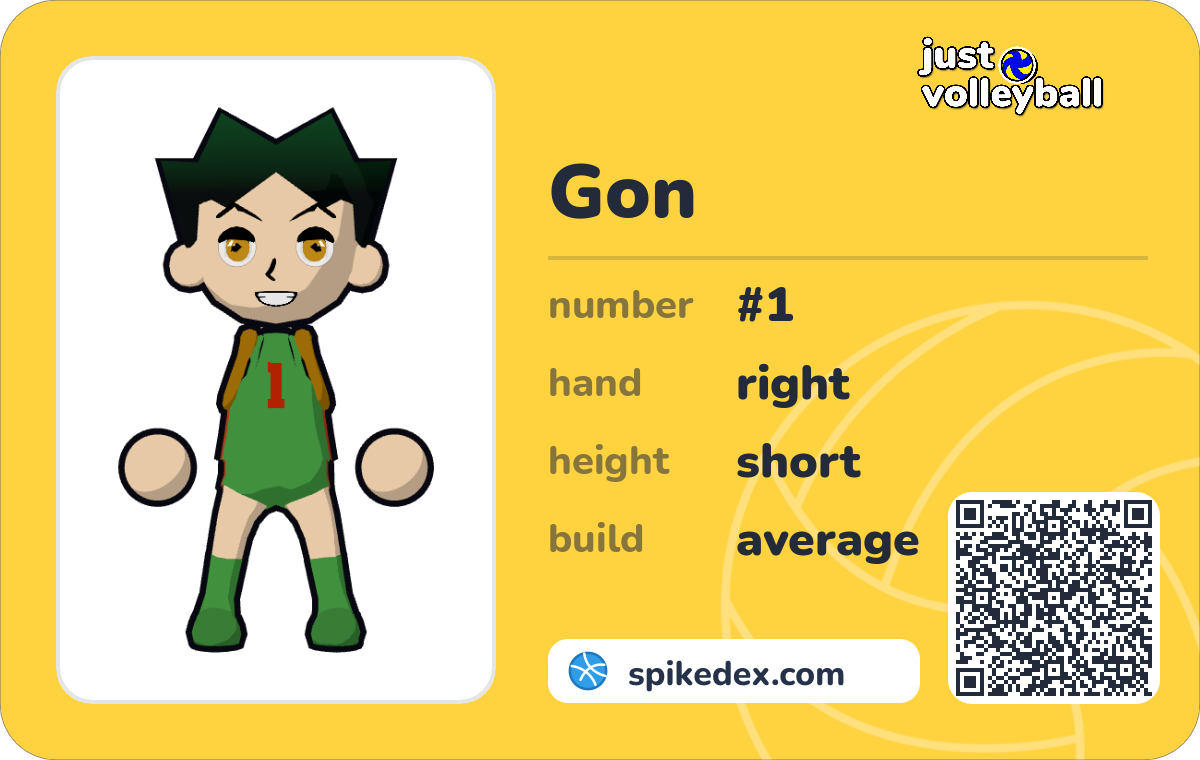 just
volleyball
Gon
number #1
hand right
height short
build average
1
spikedex.com